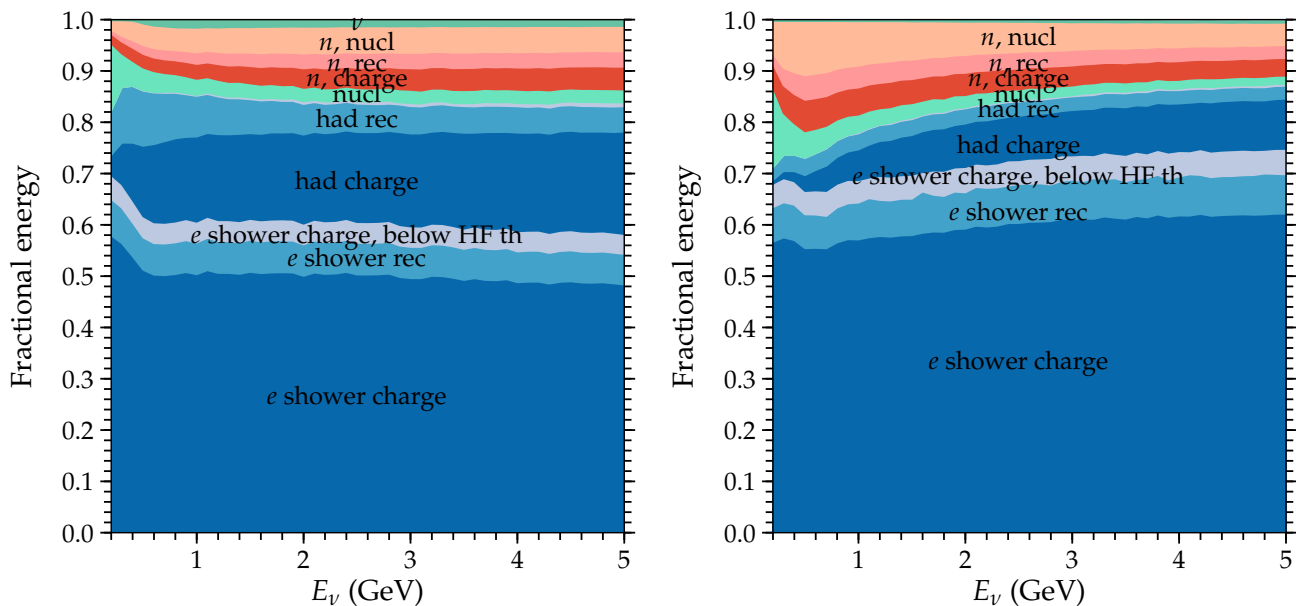 1.0
0.9
0.8
0.7
0.6
0.5
0.4
0.3
0.2
0.1
0.0
Fractional energy
ν
n, nucl
n, rec
n, charge
nucl
had rec
had charge
e shower charge, below HF th
e shower rec
e shower charge
1 2 3 4 5
E_ν (GeV)
1.0
0.9
0.8
0.7
0.6
0.5
0.4
0.3
0.2
0.1
0.0
Fractional energy
n, nucl
n, rec
n, charge
nucl
had rec
had charge
e shower charge, below HF th
e shower rec
e shower charge
1 2 3 4 5
E_ν (GeV)